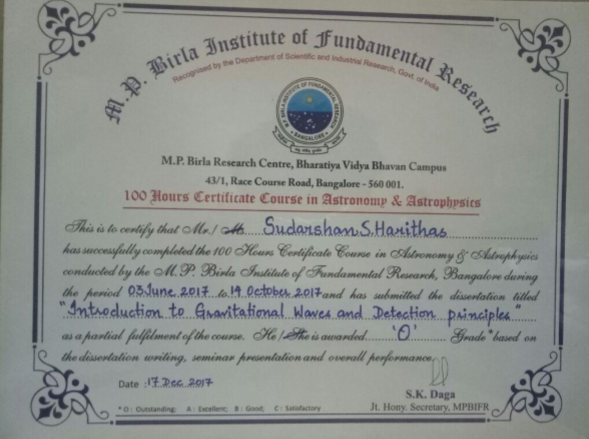 M.P. Birla Institute of Fundamental Research
Recognised by the Department of Scientific and Industrial Research, Govt. of India
M.P. BIRLA INSTITUTE OF FUNDAMENTAL RESEARCH
BANGALORE
M.P. Birla Research Centre, Bharatiya Vidya Bhavan Campus
43/1, Race Course Road, Bangalore - 560 001.
100 Hours Certificate Course in Astronomy & Astrophysics
This is to certify that Mr./ Ms. Sudarshan S. Harithas
has successfully completed the 100 Hours Certificate Course in Astronomy & Astrophysics
conducted by the M. P. Birla Institute of Fundamental Research, Bangalore during
the period 03 June 2017 to 14 October 2017 and has submitted the dissertation titled
"Introduction to Gravitational Waves and Detection principles"
as a partial fulfilment of the course. He / She is awarded 'O' Grade* based on
the dissertation writing, seminar presentation and overall performance.
Date : 17 Dec 2017
S.K. Daga
* O : Outstanding; A : Excellent; B : Good; C : Satisfactory
Jt. Hony. Secretary, MPBIFR